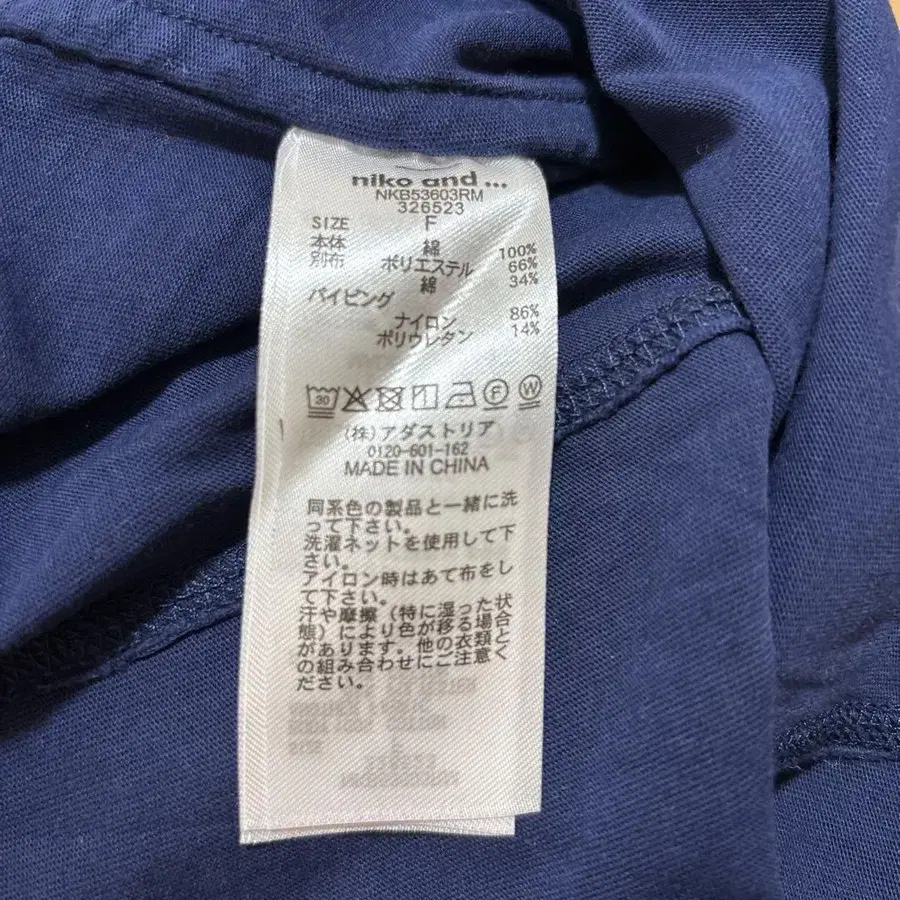 niko and ...
NKB53603RM
326523
SIZE F
本体 綿 100%
別布 ポリエステル 66%
綿 34%
パイピング
ナイロン 86%
ポリウレタン 14%
30
F
W
(株)アダストリア
0120-601-162
MADE IN CHINA
同系色の製品と一緒に洗
って下さい。
洗濯ネットを使用して下
さい。
アイロン時はあて布をし
て下さい。
汗や摩擦(特に湿った状
態)により色が移る場合
があります。他の衣類と
の組み合わせにご注意く
ださい。